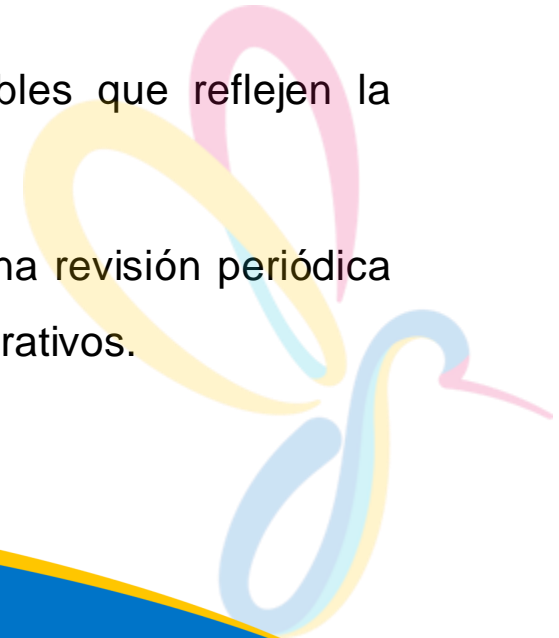 bles que reflejen la
na revisión periódica
rativos.